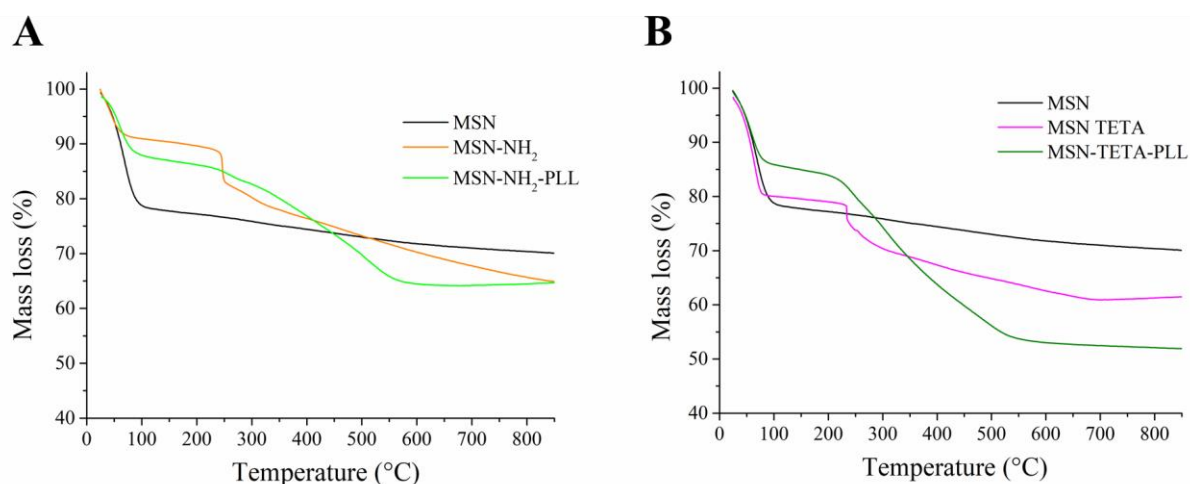 A
100
90
80
70
60
50
40
0
100
200
300
400
500
600
700
800
Mass loss (%)
Temperature (°C)
MSN
MSN-NH₂
MSN-NH₂-PLL
B
100
90
80
70
60
50
40
0
100
200
300
400
500
600
700
800
Mass loss (%)
Temperature (°C)
MSN
MSN TETA
MSN-TETA-PLL